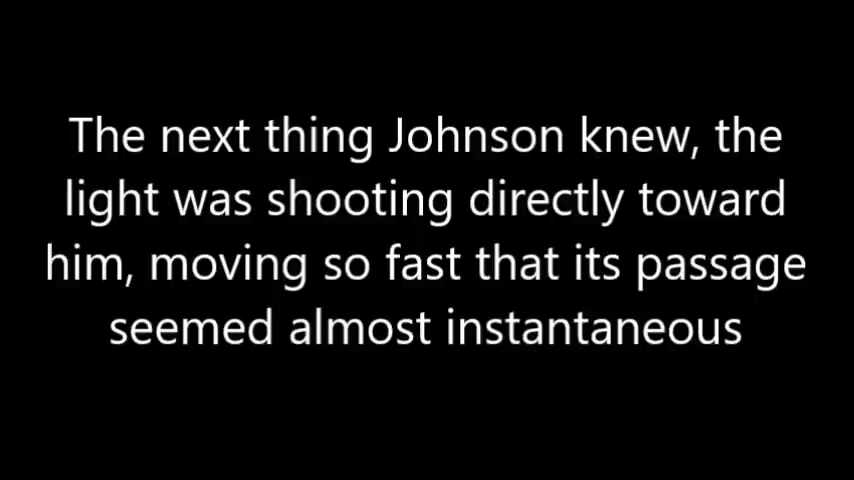 The next thing Johnson knew, the
light was shooting directly toward
him, moving so fast that its passage
seemed almost instantaneous